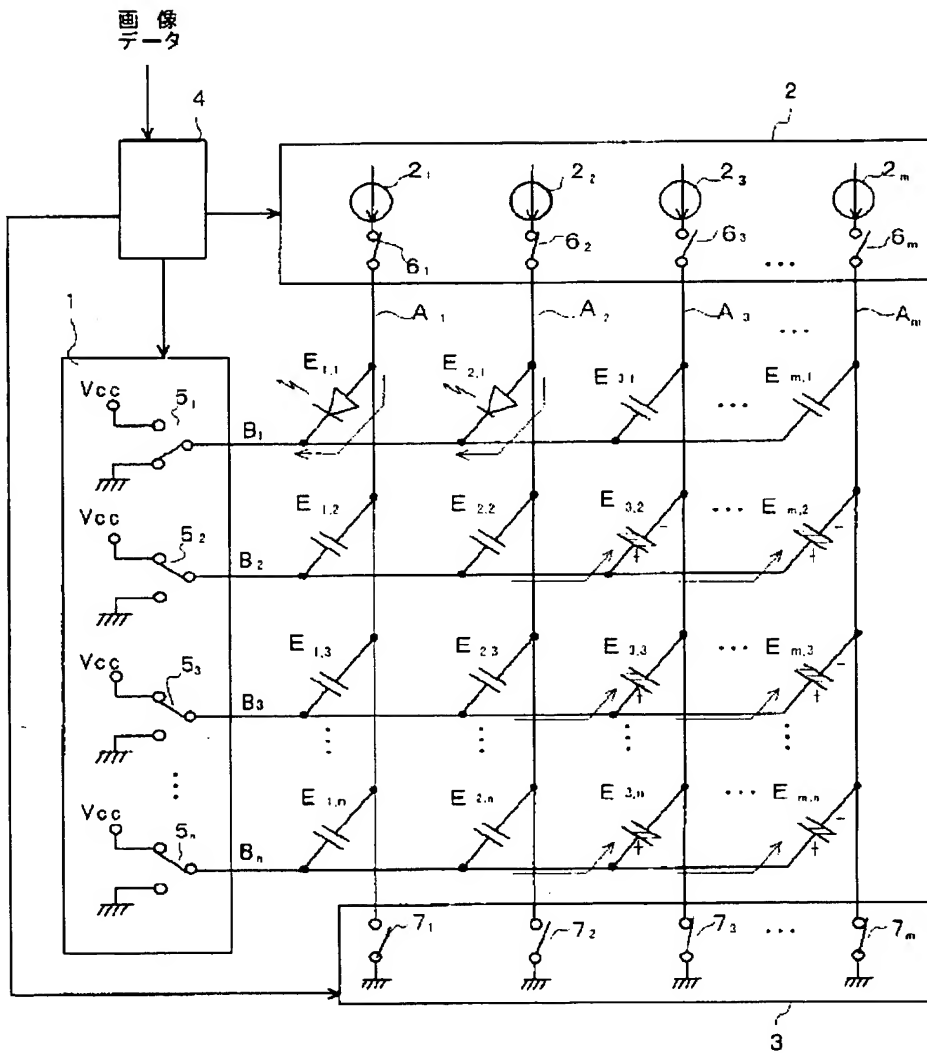 画像
データ
4
2
2₁ 2₂ 2₃ 2ₘ
6₁ 6₂ 6₃ … 6ₘ
1
A₁ A₂ A₃ … Aₘ
Vcc 5₁ B₁ E₁,₁ E₂,₁ E₃,₁ … Eₘ,₁
Vcc 5₂ B₂ E₁,₂ E₂,₂ E₃,₂ − + … Eₘ,₂ − +
Vcc 5₃ B₃ E₁,₃ E₂,₃ E₃,₃ + … Eₘ,₃ − +
Vcc 5ₙ Bₙ E₁,ₙ E₂,ₙ E₃,ₙ + … Eₘ,ₙ − +
7₁ 7₂ 7₃ … 7ₘ
3